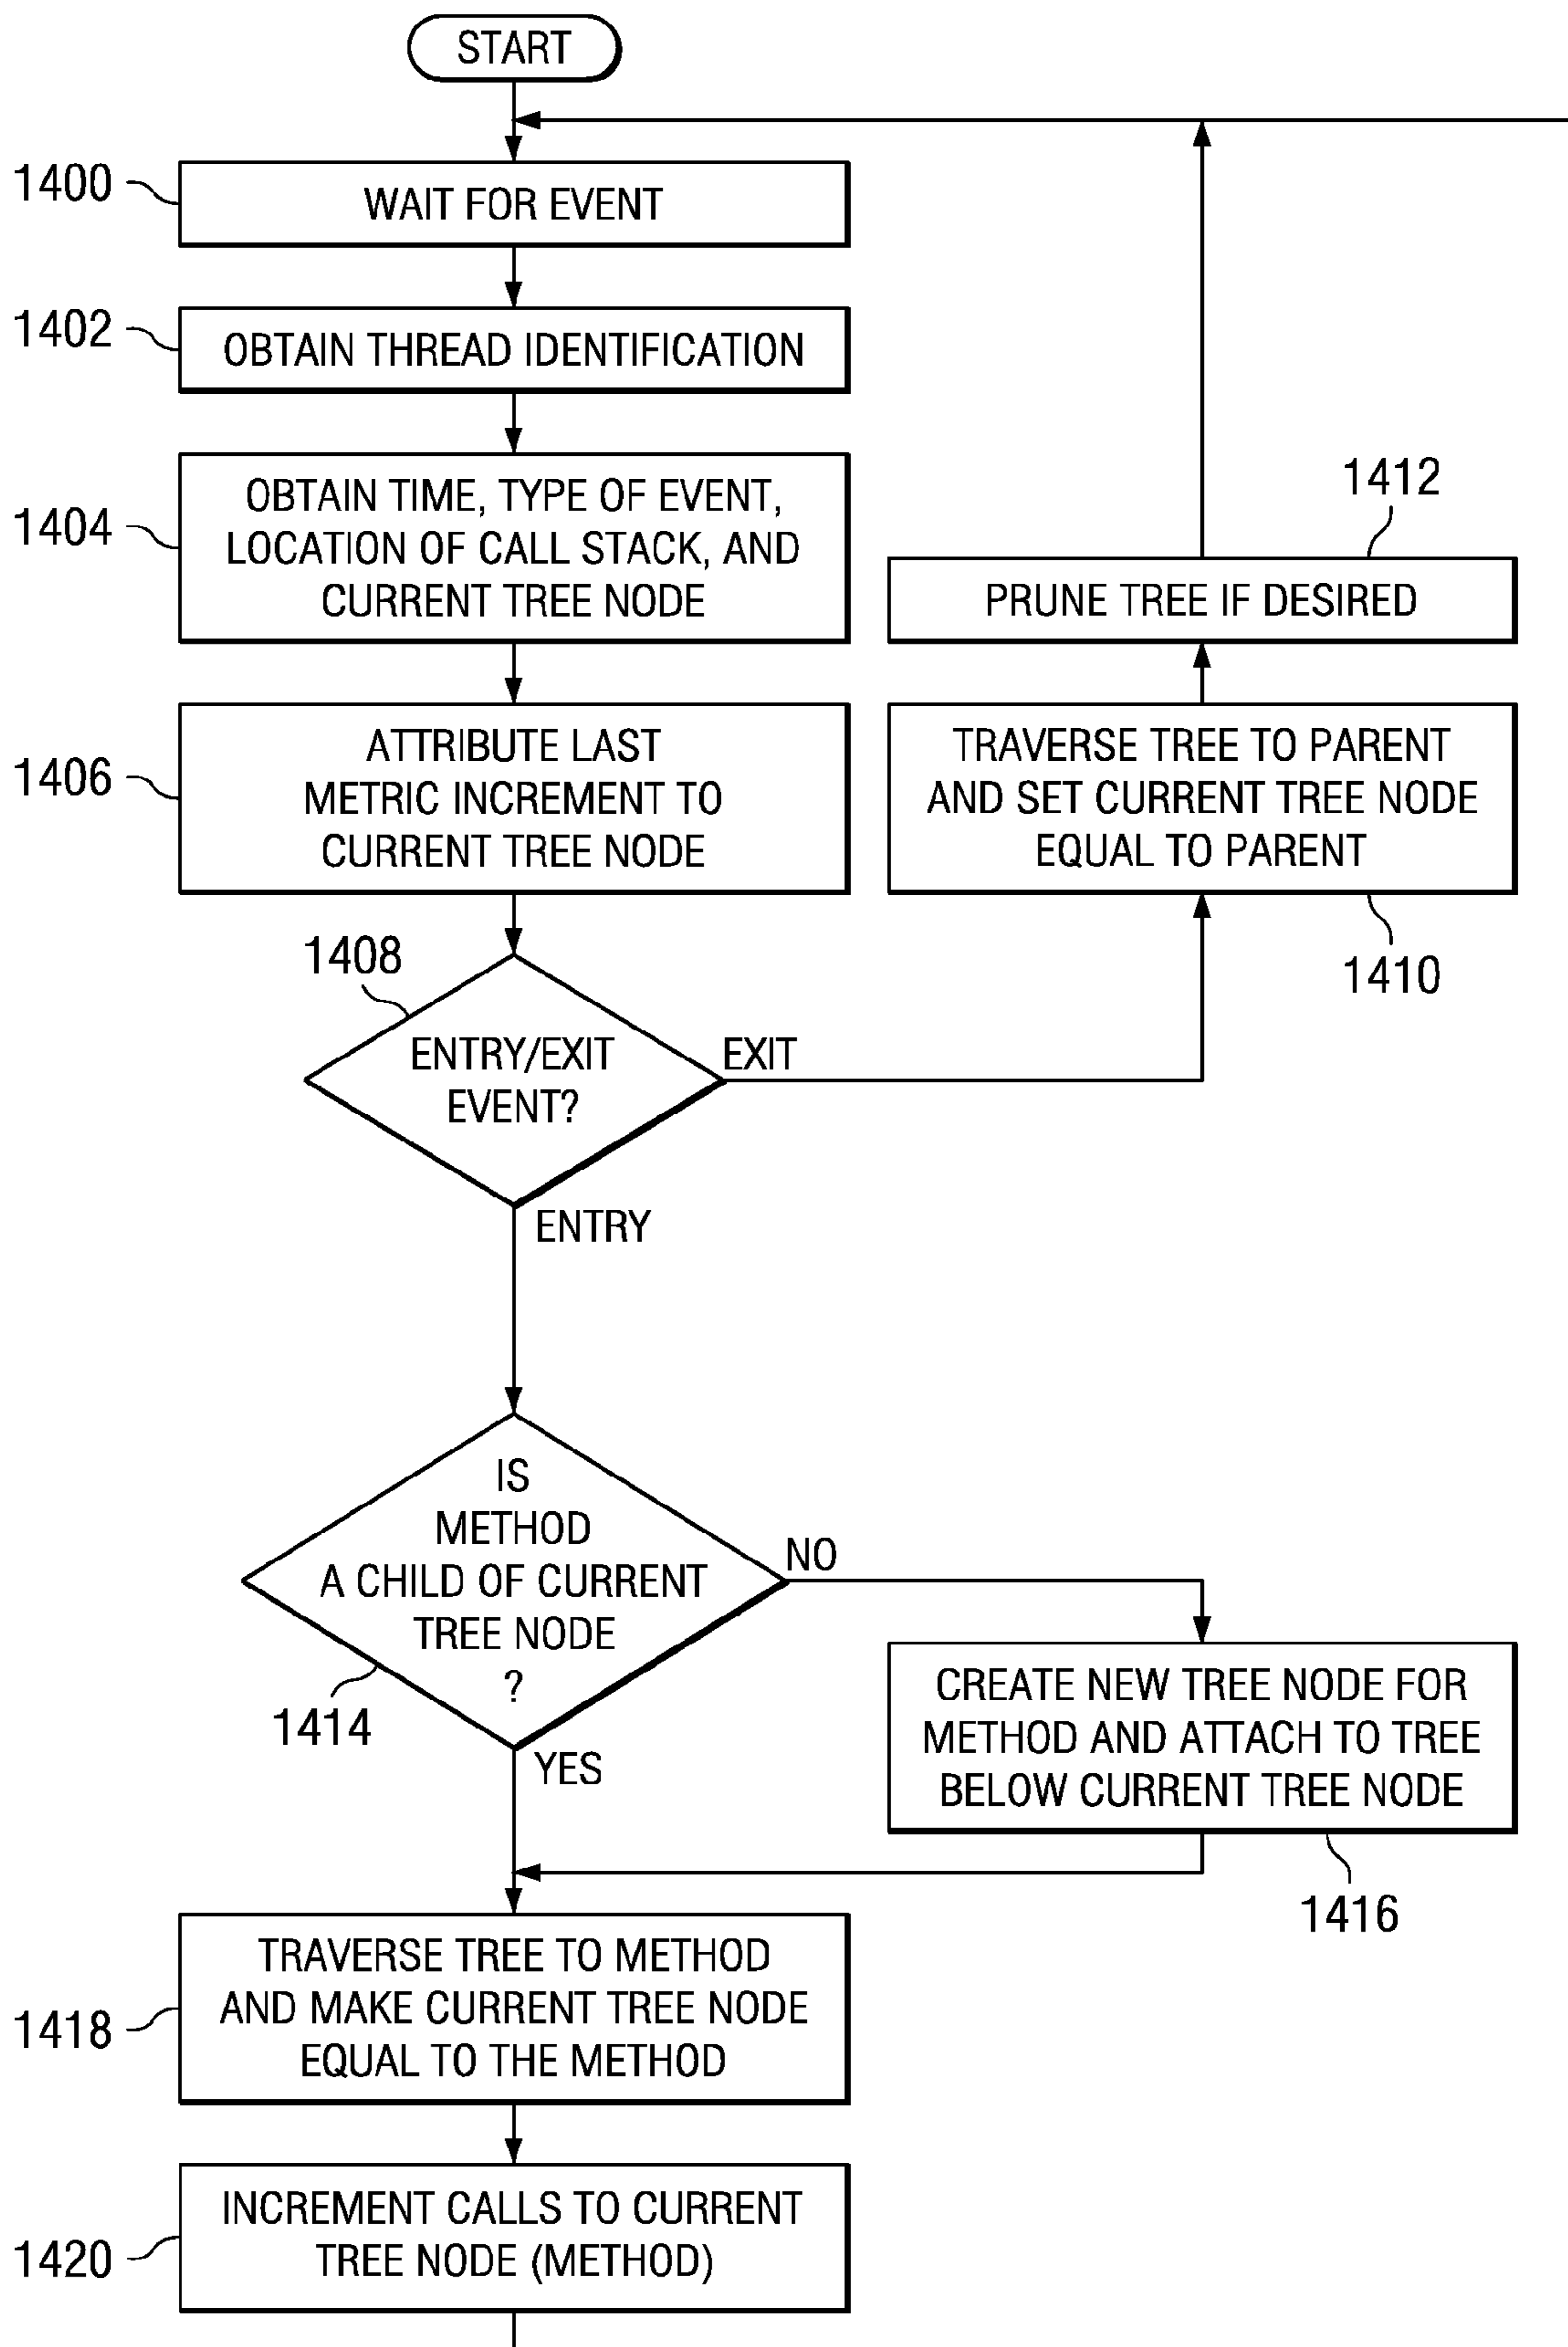 START
1400
WAIT FOR EVENT
1402
OBTAIN THREAD IDENTIFICATION
1404
OBTAIN TIME, TYPE OF EVENT,
LOCATION OF CALL STACK, AND
CURRENT TREE NODE
1406
ATTRIBUTE LAST
METRIC INCREMENT TO
CURRENT TREE NODE
1408
ENTRY/EXIT
EVENT?
EXIT
ENTRY
1412
PRUNE TREE IF DESIRED
TRAVERSE TREE TO PARENT
AND SET CURRENT TREE NODE
EQUAL TO PARENT
1410
IS
METHOD
A CHILD OF CURRENT
TREE NODE
?
1414
NO
YES
CREATE NEW TREE NODE FOR
METHOD AND ATTACH TO TREE
BELOW CURRENT TREE NODE
1416
1418
TRAVERSE TREE TO METHOD
AND MAKE CURRENT TREE NODE
EQUAL TO THE METHOD
1420
INCREMENT CALLS TO CURRENT
TREE NODE (METHOD)